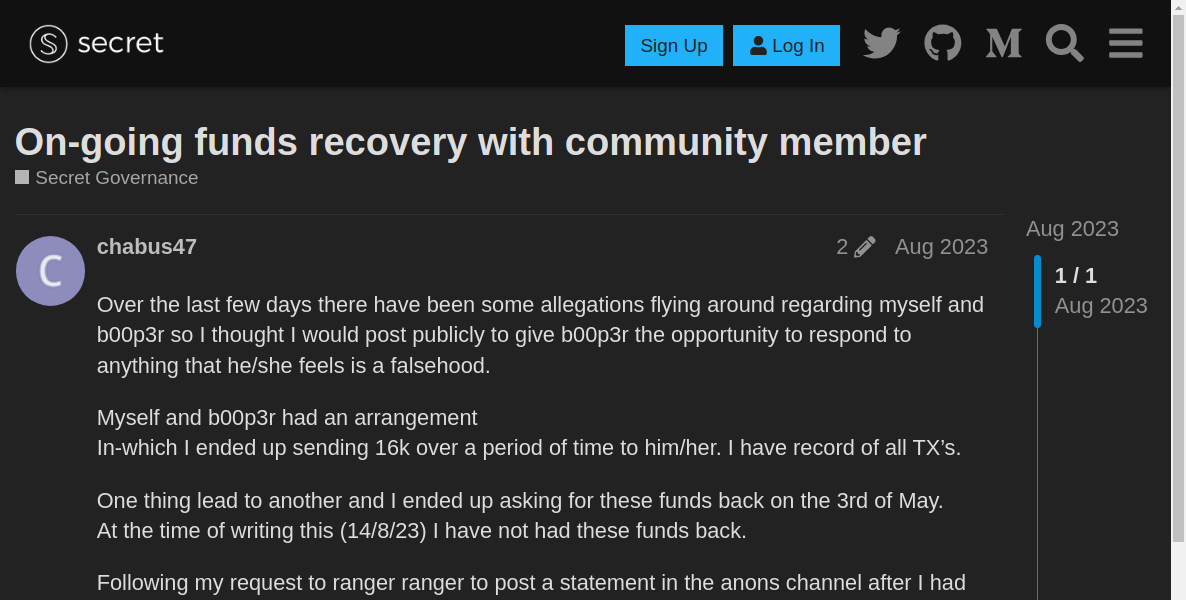 secret
Sign Up
Log In
On-going funds recovery with community member
Secret Governance
C
chabus47
2
Aug 2023
Over the last few days there have been some allegations flying around regarding myself and
b00p3r so I thought I would post publicly to give b00p3r the opportunity to respond to
anything that he/she feels is a falsehood.
Myself and b00p3r had an arrangement
In-which I ended up sending 16k over a period of time to him/her. I have record of all TX’s.
One thing lead to another and I ended up asking for these funds back on the 3rd of May.
At the time of writing this (14/8/23) I have not had these funds back.
Following my request to ranger ranger to post a statement in the anons channel after I had
Aug 2023
1 / 1
Aug 2023